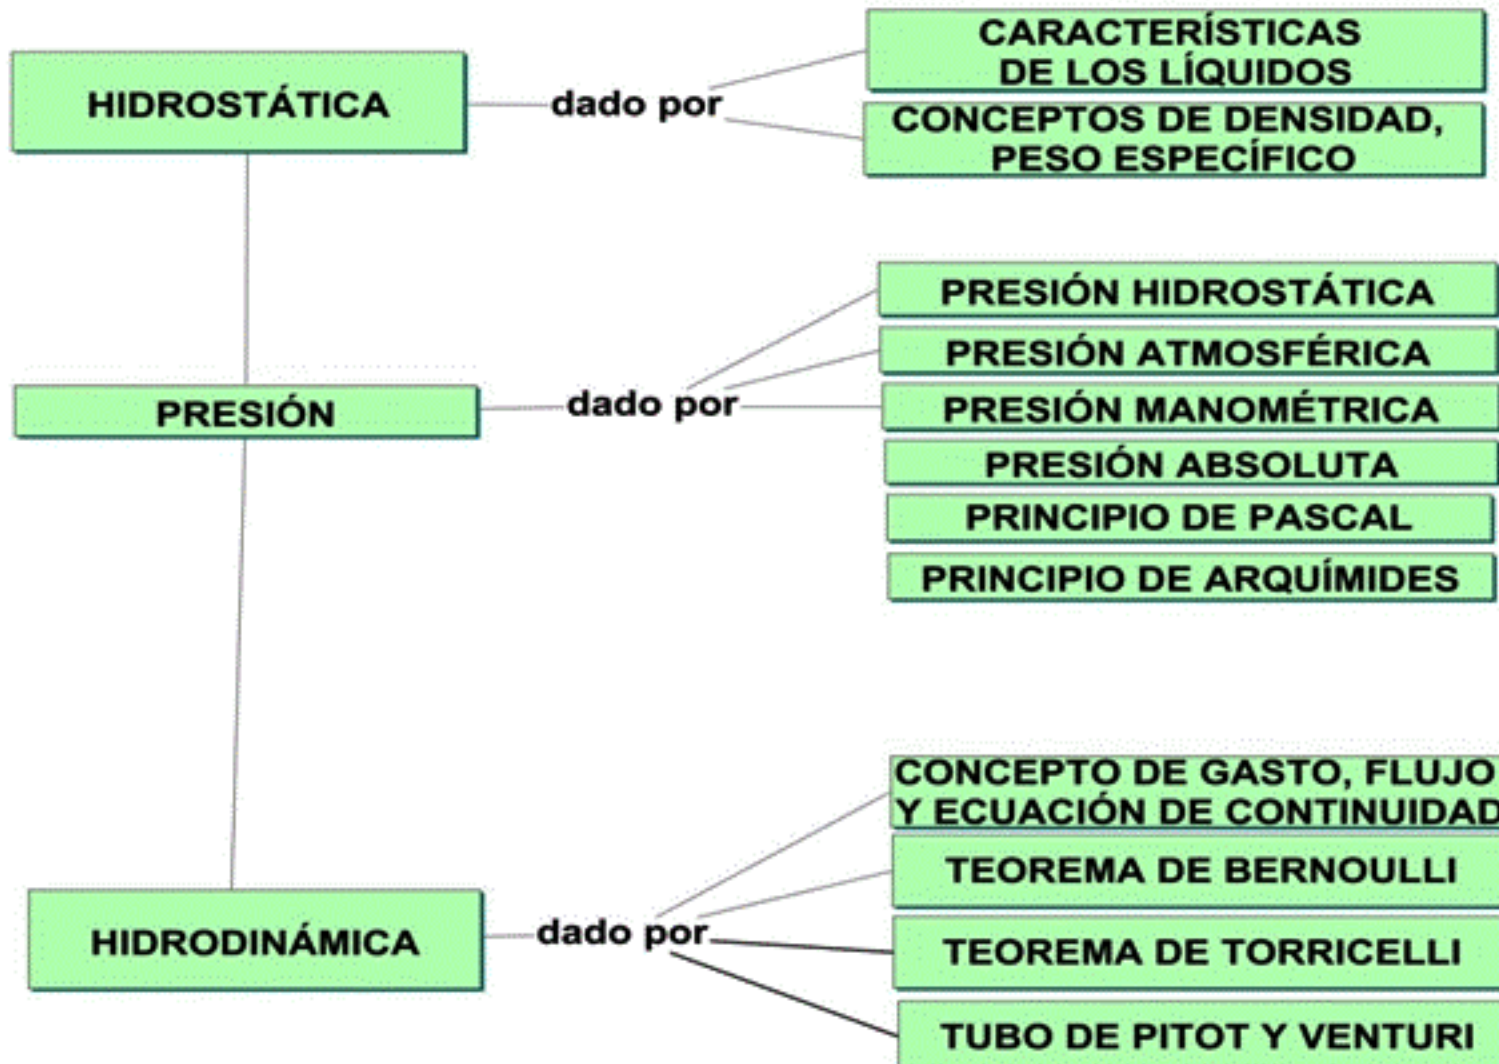 HIDROSTÁTICA
dado por
CARACTERÍSTICAS
DE LOS LÍQUIDOS
CONCEPTOS DE DENSIDAD,
PESO ESPECÍFICO
PRESIÓN
dado por
PRESIÓN HIDROSTÁTICA
PRESIÓN ATMOSFÉRICA
PRESIÓN MANOMÉTRICA
PRESIÓN ABSOLUTA
PRINCIPIO DE PASCAL
PRINCIPIO DE ARQUÍMIDES
HIDRODINÁMICA
dado por
CONCEPTO DE GASTO, FLUJO
Y ECUACIÓN DE CONTINUIDAD
TEOREMA DE BERNOULLI
TEOREMA DE TORRICELLI
TUBO DE PITOT Y VENTURI